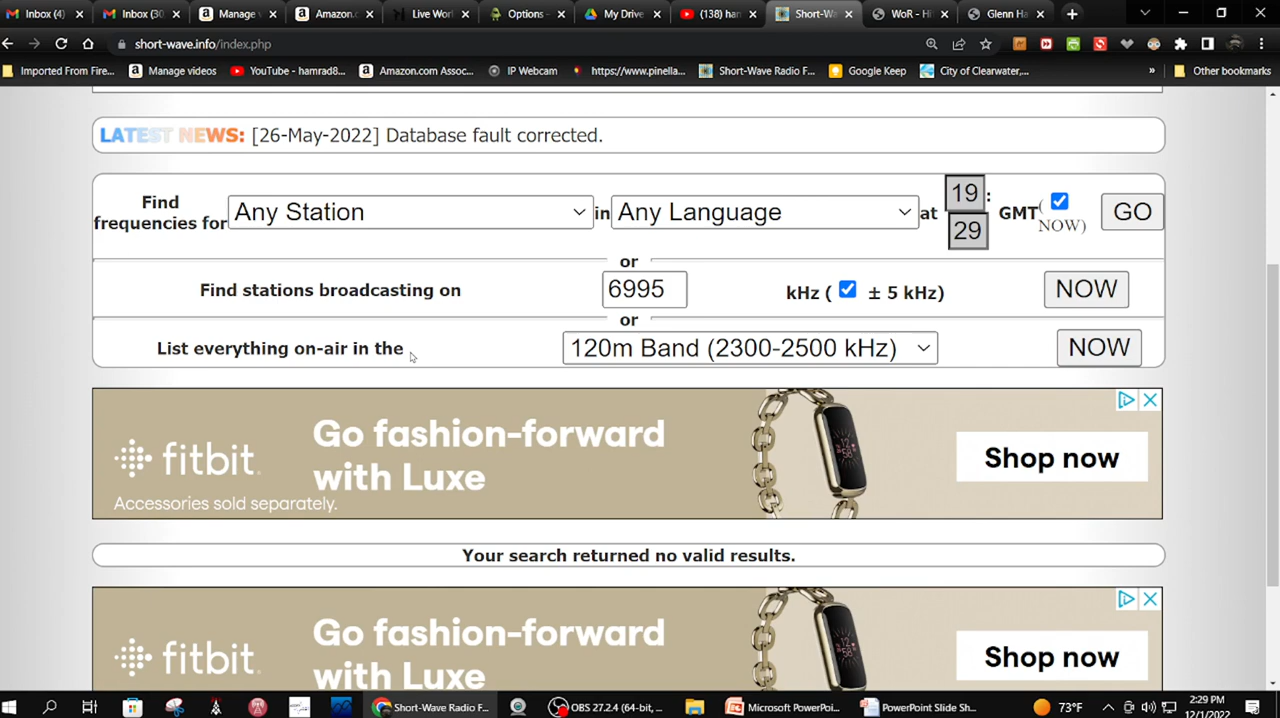 Inbox (4)
Inbox (30
Manage v
Amazon.c
Live Worl
Options -
My Drive
(138) han
Short-Wa
WoR - Hi
Glenn Ha
short-wave.info/index.php
Imported From Fire...
Manage videos
YouTube - hamrad8...
Amazon.com Assoc...
IP Webcam
https://www.pinella...
Short-Wave Radio F...
Google Keep
City of Clearwater,...
»
Other bookmarks
LATEST NEWS: [26-May-2022] Database fault corrected.
Find frequencies for Any Station in Any Language at 19 : 29 GMT ( NOW) GO
or
Find stations broadcasting on 6995 kHz ( ± 5 kHz) NOW
or
List everything on-air in the 120m Band (2300-2500 kHz) NOW
fitbit.
Accessories sold separately.
Go fashion-forward
with Luxe
Shop now
Your search returned no valid results.
fitbit
Go fashion-forward
with Luxe
Shop now
Short-Wave Radio F...
OBS 27.2.4 (64-bit, ...
Microsoft PowerPoi...
PowerPoint Slide Sh...
73°F
2:29 PM
12/1/2022